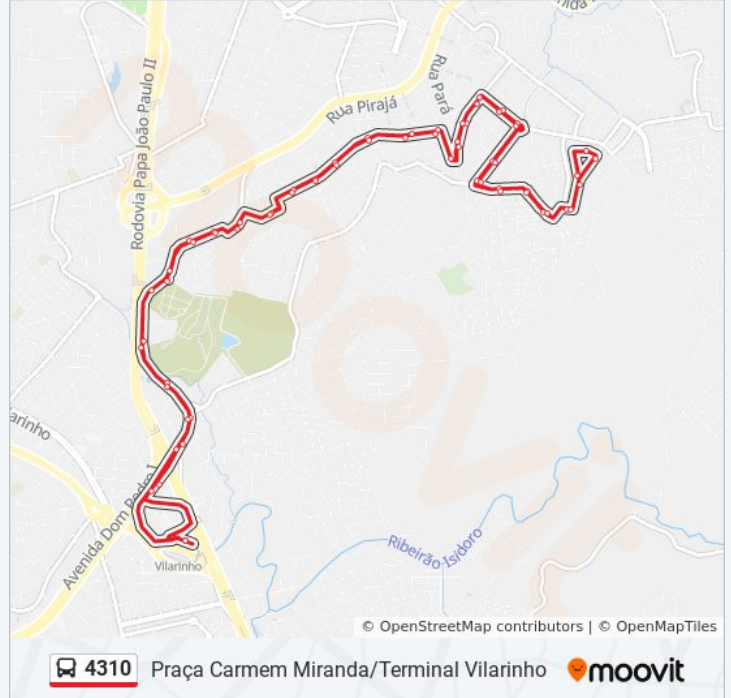 Rua Pará
Rua Pirajá
Rodovia Papa João Paulo II
arinho
Avenida Dom Pedro I
Ribeirão Isidoro
Vilarinho
© OpenStreetMap contributors | © OpenMapTiles
4310 Praça Carmem Miranda/Terminal Vilarinho moovit